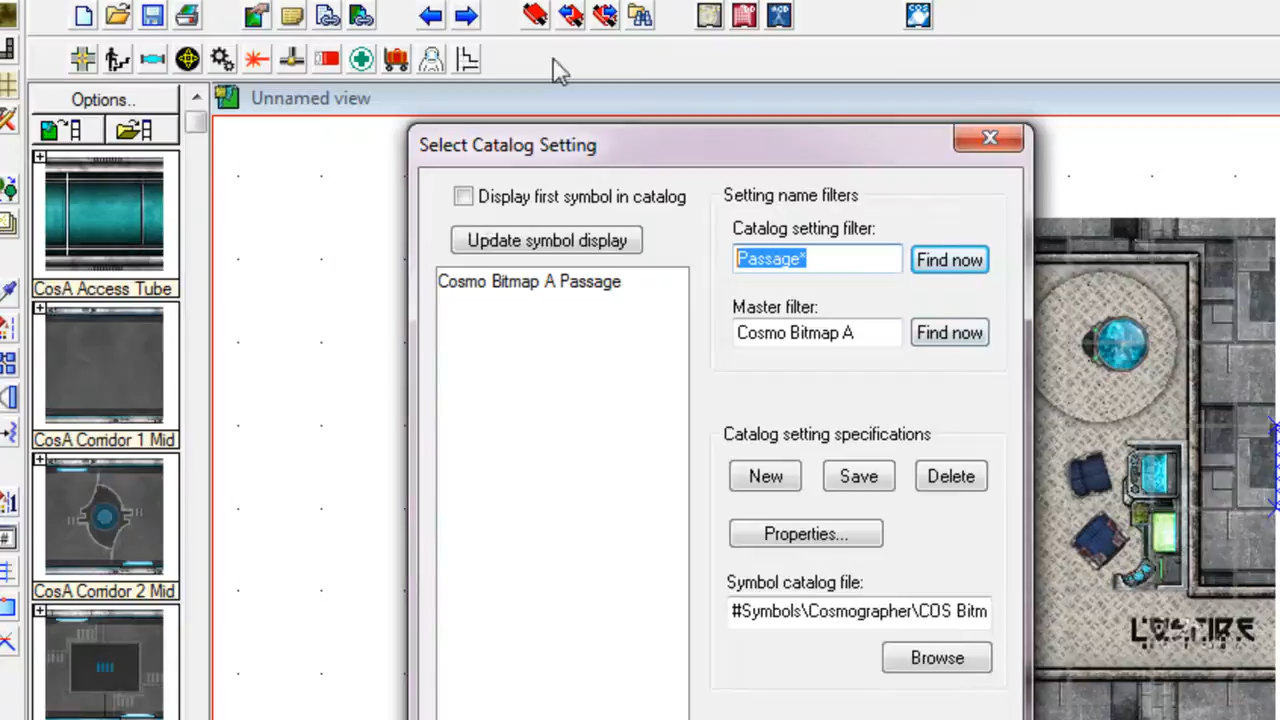 Options..
Unnamed view
Select Catalog Setting
Display first symbol in catalog
Update symbol display
Cosmo Bitmap A Passage
Setting name filters
Catalog setting filter:
Passage*
Find now
Master filter:
Cosmo Bitmap A
Find now
Catalog setting specifications
New
Save
Delete
Properties...
Symbol catalog file:
#Symbols\Cosmographer\COS Bitm
Browse
CosA Access Tube
CosA Corridor 1 Mid
CosA Corridor 2 Mid